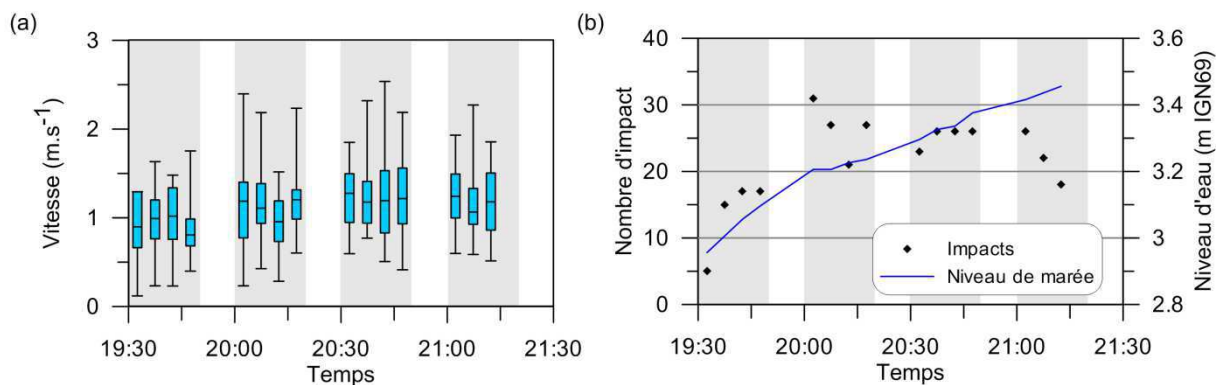 (a)
Vitesse (m.s-1)
3
2
1
0
19:30 20:00 20:30 21:00 21:30
Temps
(b)
Nombre d'impact
40
30
20
10
0
Impacts
Niveau de marée
3.6
3.4
3.2
3
2.8
Niveau d'eau (m IGN69)
19:30 20:00 20:30 21:00 21:30
Temps